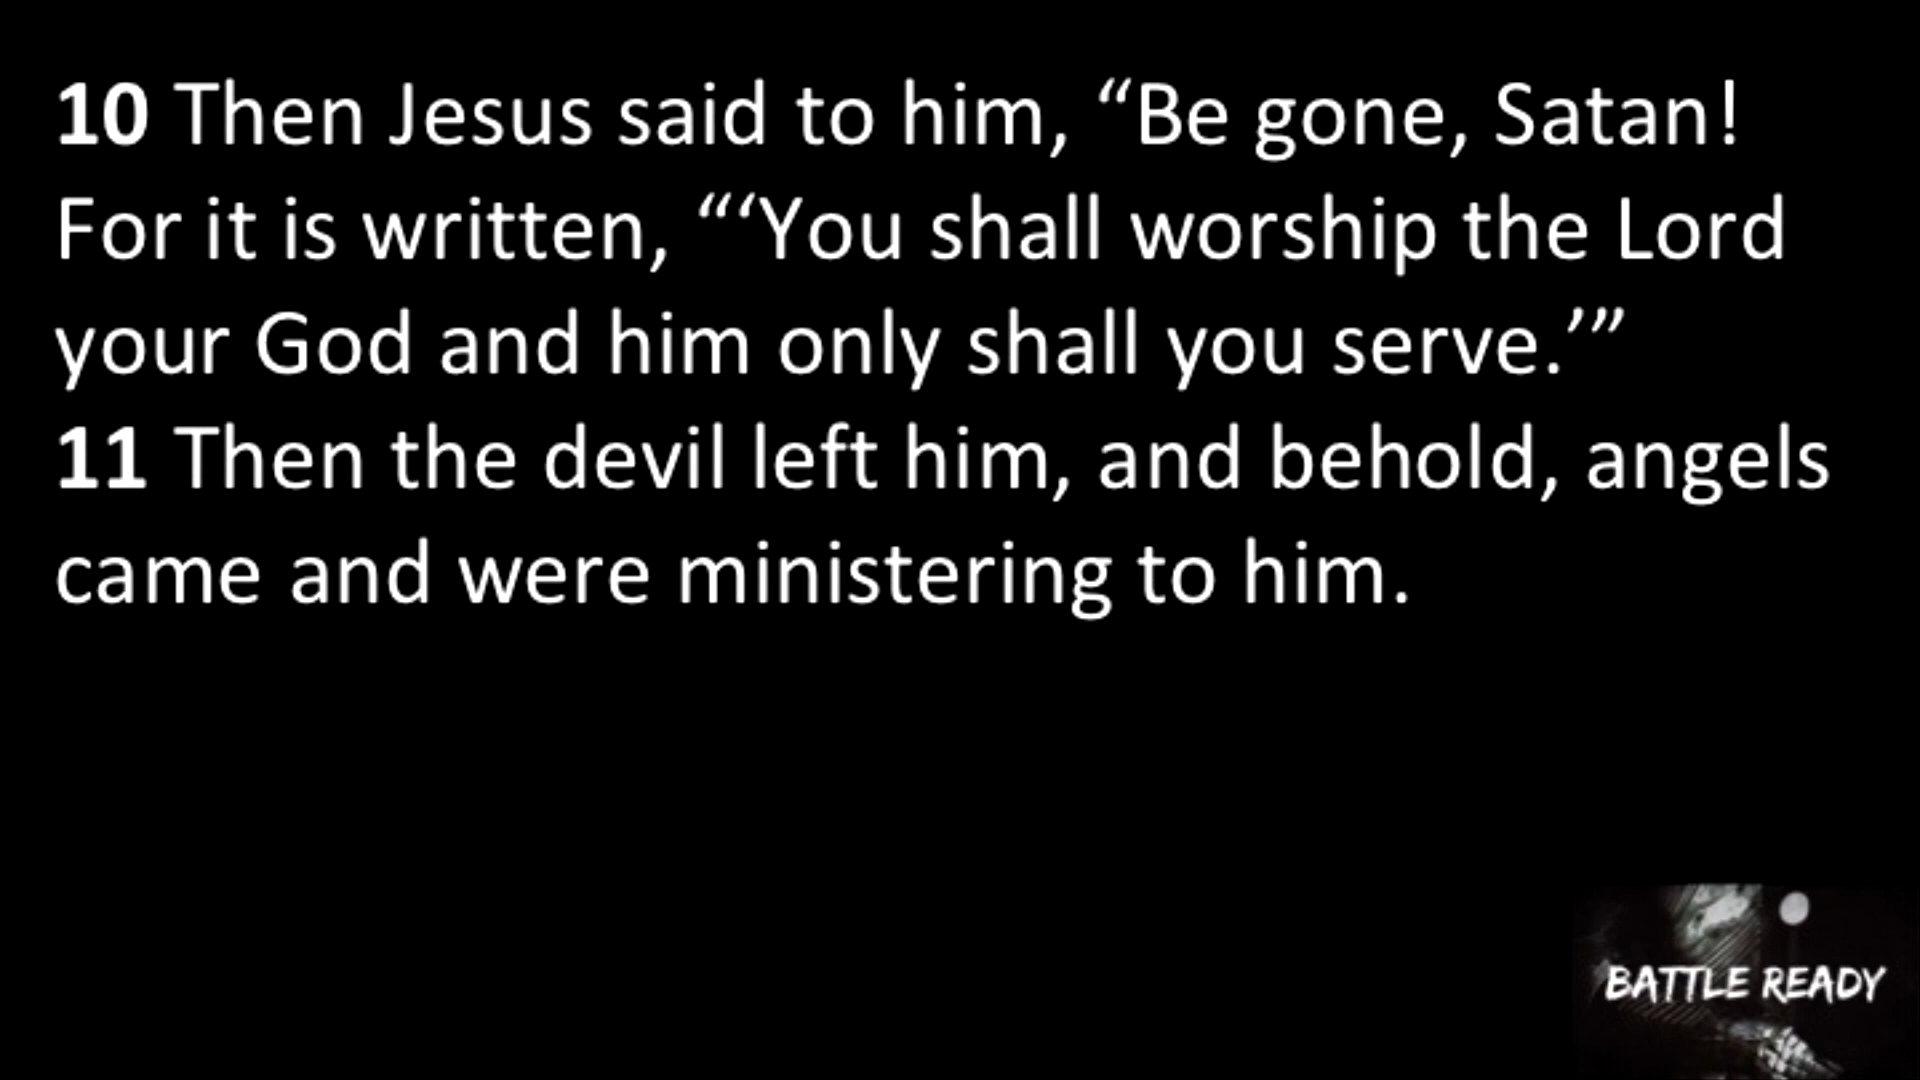 10 Then Jesus said to him, “Be gone, Satan!
For it is written, “‘You shall worship the Lord
your God and him only shall you serve.’”
11 Then the devil left him, and behold, angels
came and were ministering to him.
BATTLE READY